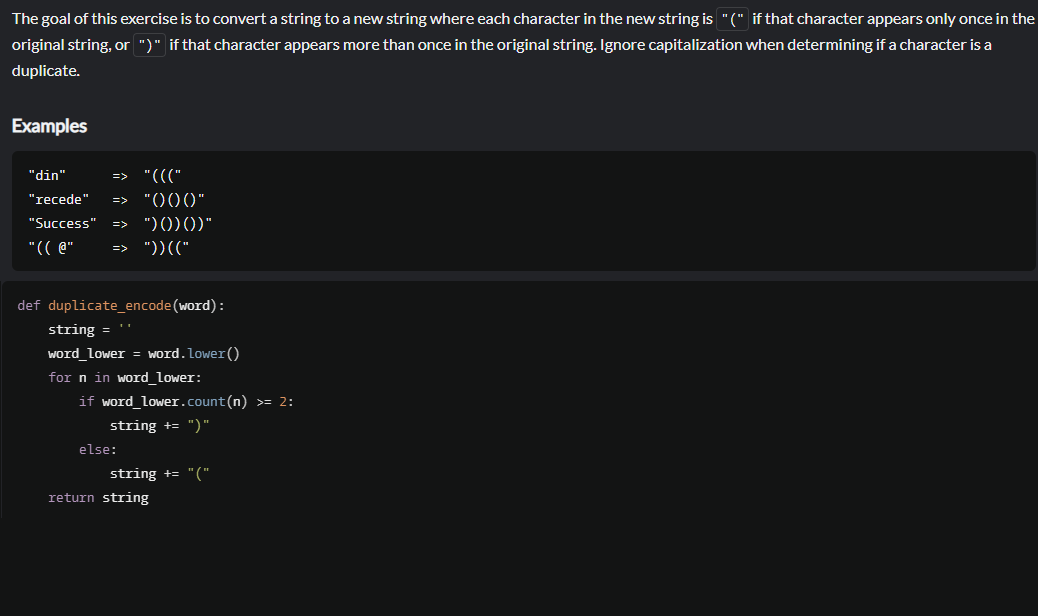 The goal of this exercise is to convert a string to a new string where each character in the new string is "(" if that character appears only once in the
original string, or ")" if that character appears more than once in the original string. Ignore capitalization when determining if a character is a
duplicate.
Examples
"din"      =>  "((("
"recede"   =>  "()()()"
"Success"  =>  ")())())"
"(( @"     =>  "))(("
def duplicate_encode(word):
    string = ''
    word_lower = word.lower()
    for n in word_lower:
        if word_lower.count(n) >= 2:
            string += ")"
        else:
            string += "("
    return string